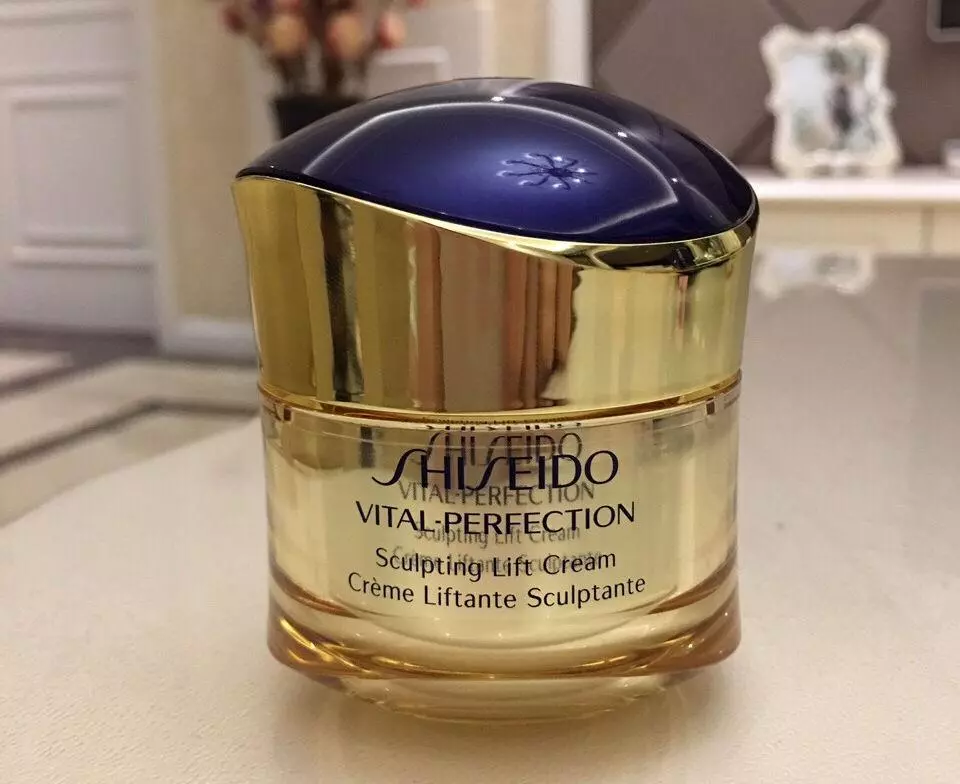 SHISEIDO
VITAL-PERFECTION
Sculpting Lift Cream
Crème Liftante Sculptante